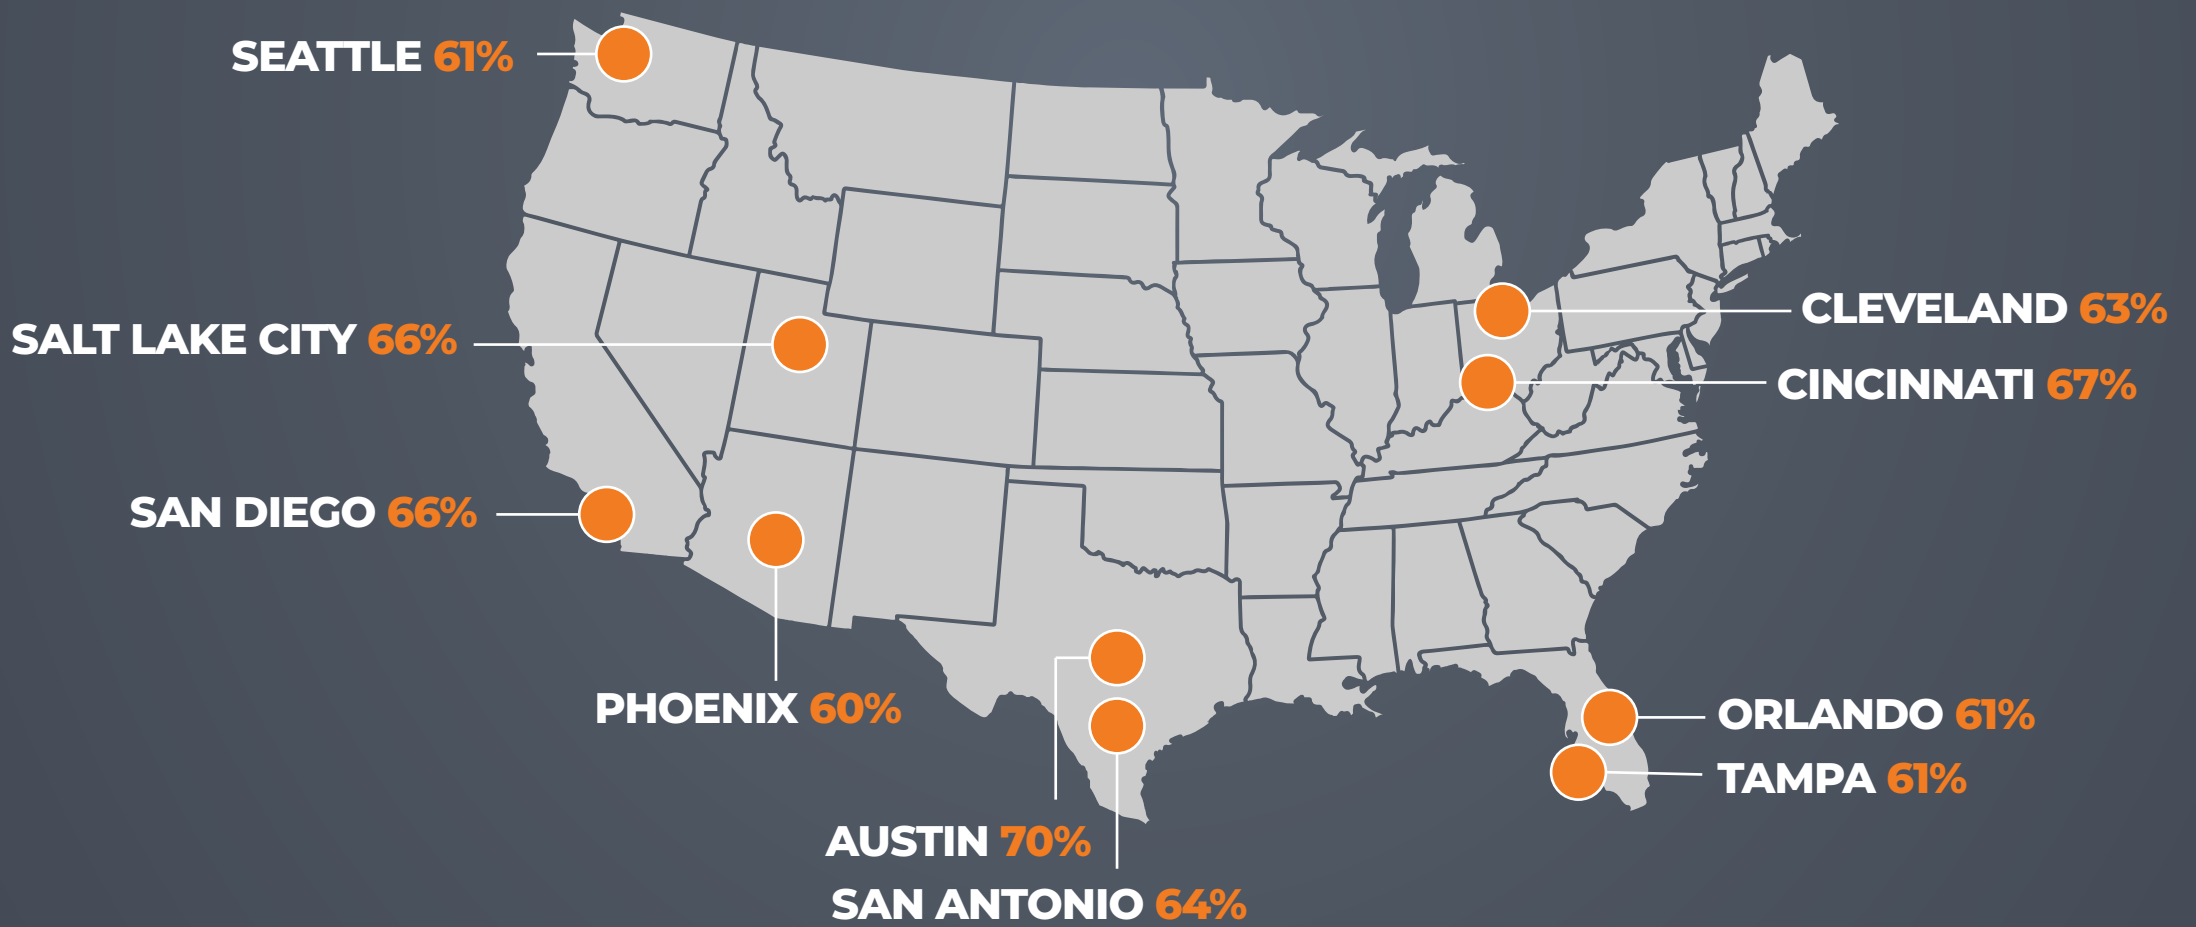 SEATTLE 61%
SALT LAKE CITY 66%
CLEVELAND 63%
CINCINNATI 67%
SAN DIEGO 66%
PHOENIX 60%
ORLANDO 61%
TAMPA 61%
AUSTIN 70%
SAN ANTONIO 64%